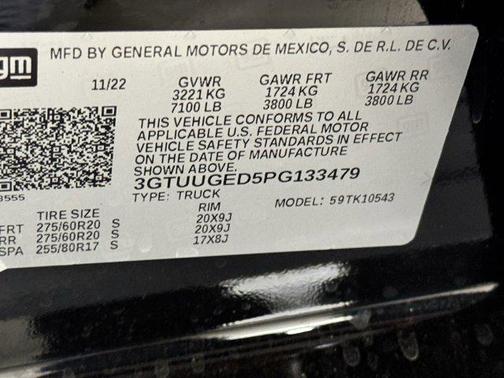 gm
MFD BY GENERAL MOTORS DE MEXICO, S. DE R.L. DE C.V.
11/22 GVWR GAWR FRT GAWR RR
3221 KG 1724 KG 1724 KG
7100 LB 3800 LB 3800 LB
THIS VEHICLE CONFORMS TO ALL
APPLICABLE U.S. FEDERAL MOTOR
VEHICLE SAFETY STANDARDS IN EFFECT
ON THE DATE OF MANUFACTURE
SHOWN ABOVE.
3GTUUGED5PG133479
TYPE: TRUCK MODEL: 59TK10543
TIRE SIZE RIM
FRT 275/60R20 S 20X9J
RR 275/60R20 S 20X9J
SPA 255/80R17 S 17X8J